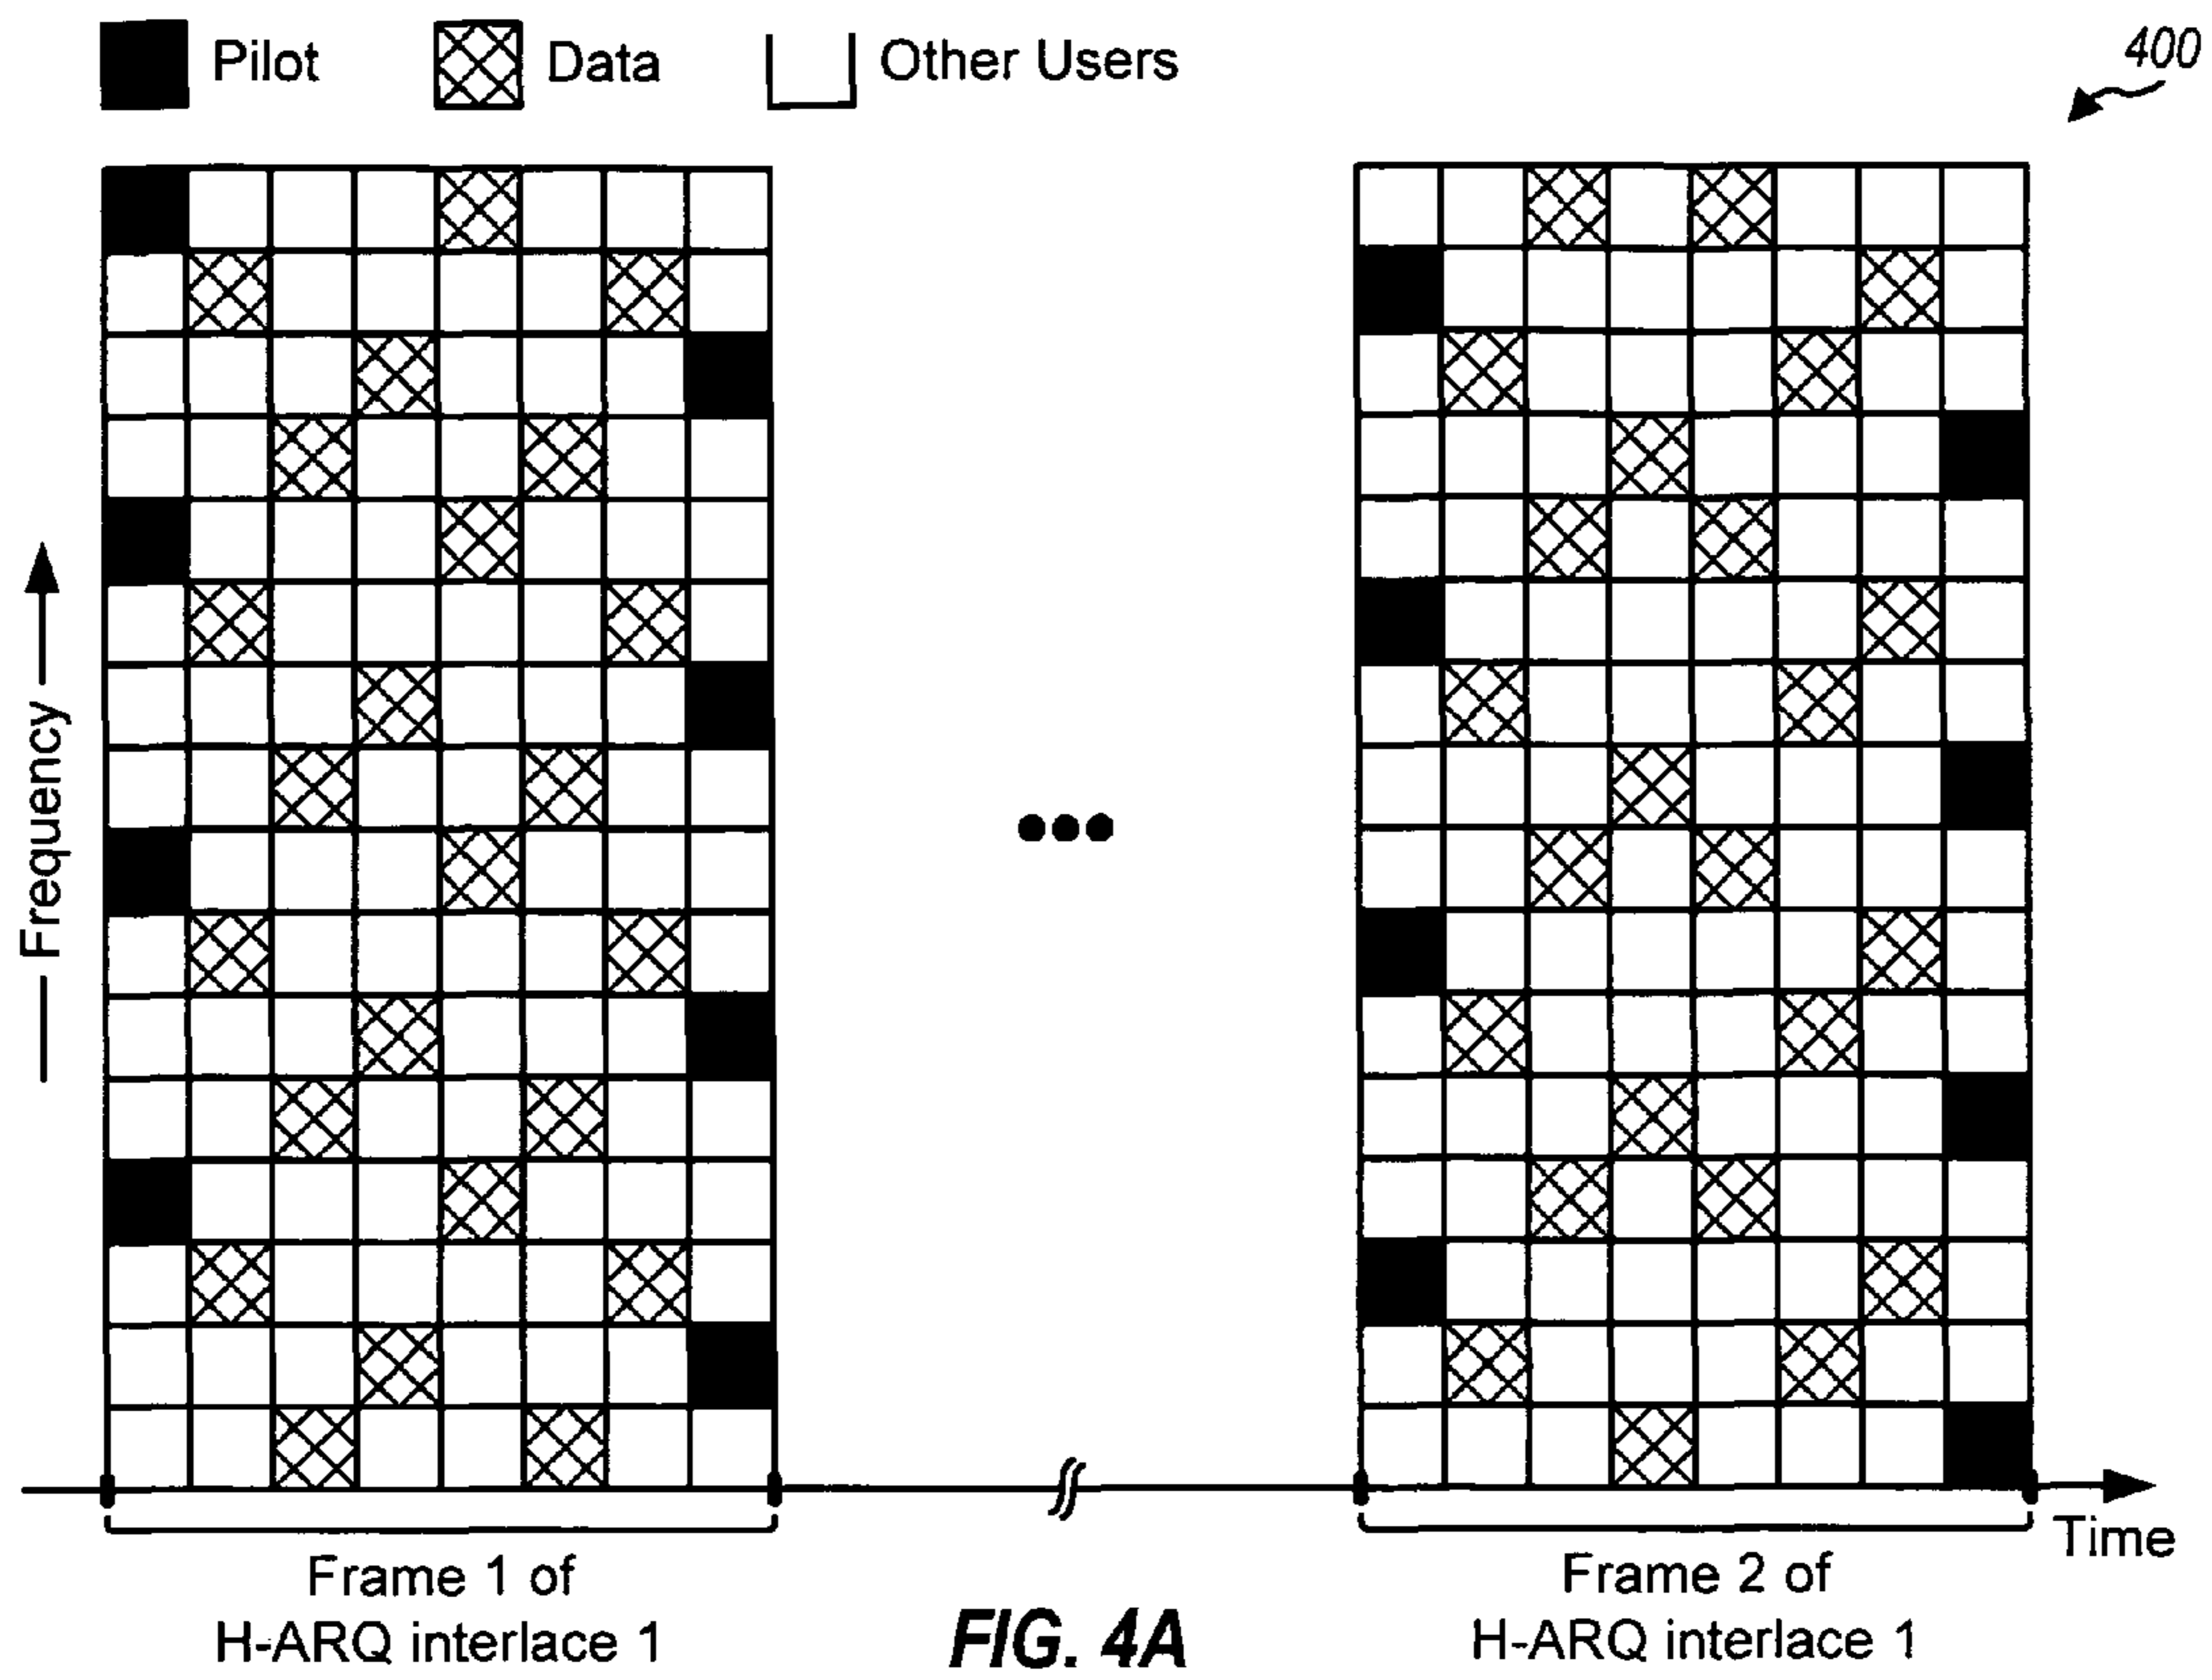 Pilot
Data
Other Users
400
Frequency
Time
Frame 1 of
H-ARQ interlace 1
Frame 2 of
H-ARQ interlace 1
FIG. 4A